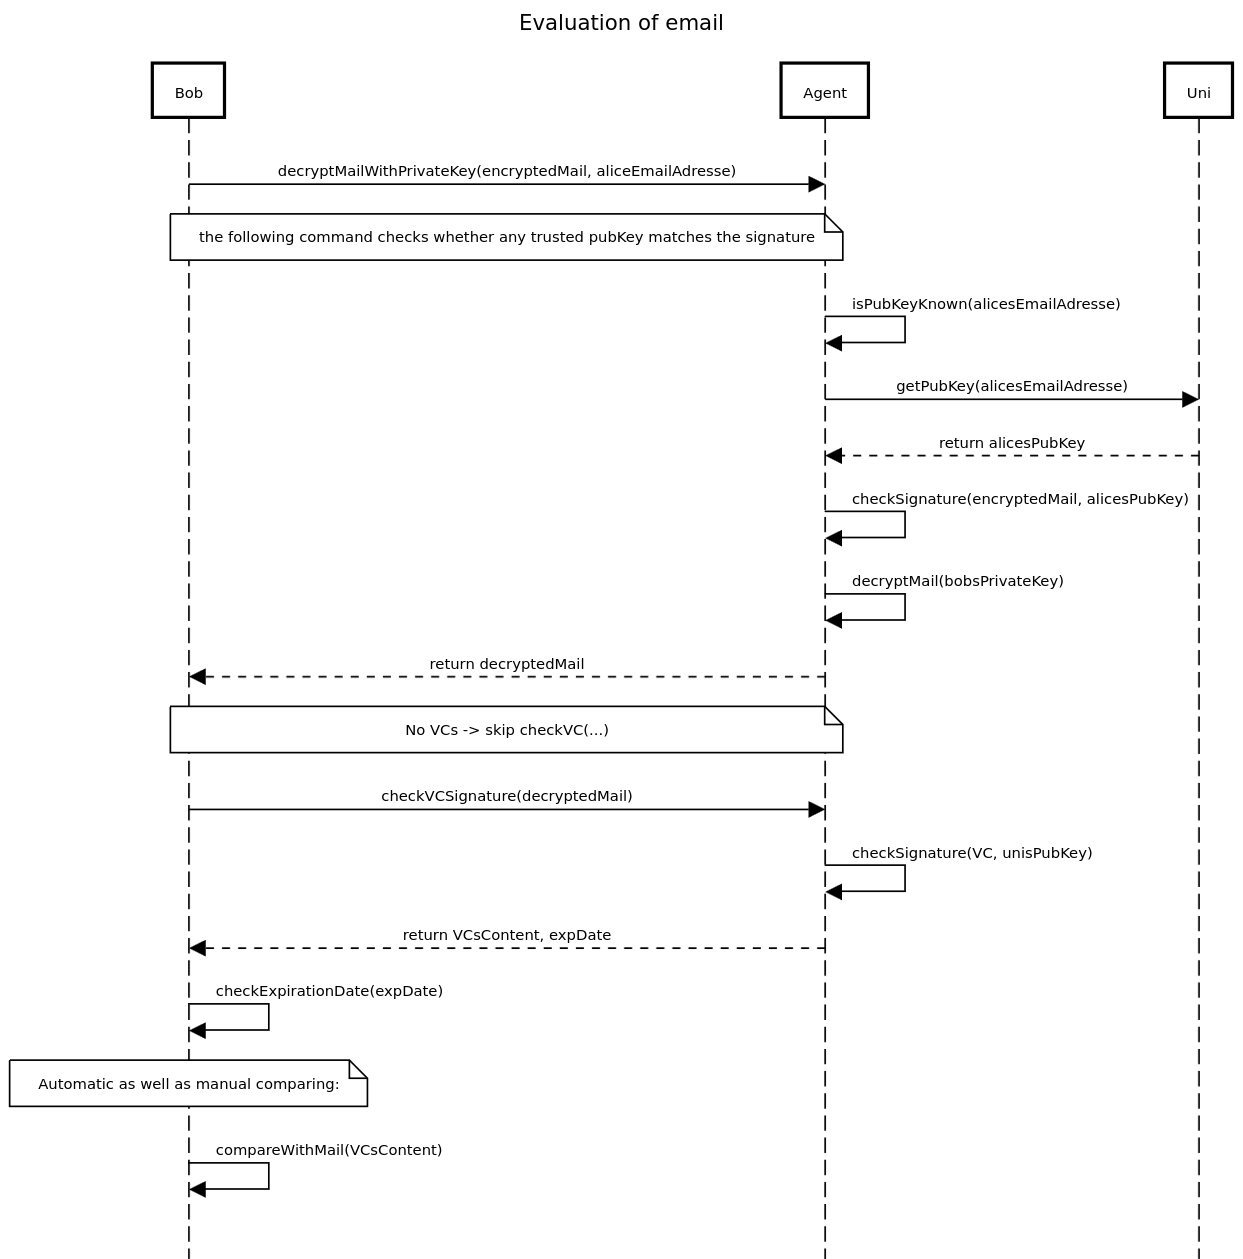 Evaluation of email
Bob
Agent
Uni
decryptMailWithPrivateKey(encryptedMail, aliceEmailAdresse)
the following command checks whether any trusted pubKey matches the signature
isPubKeyKnown(alicesEmailAdresse)
getPubKey(alicesEmailAdresse)
return alicesPubKey
checkSignature(encryptedMail, alicesPubKey)
decryptMail(bobsPrivateKey)
return decryptedMail
No VCs -> skip checkVC(...)
checkVCSignature(decryptedMail)
checkSignature(VC, unisPubKey)
return VCsContent, expDate
checkExpirationDate(expDate)
Automatic as well as manual comparing:
compareWithMail(VCsContent)